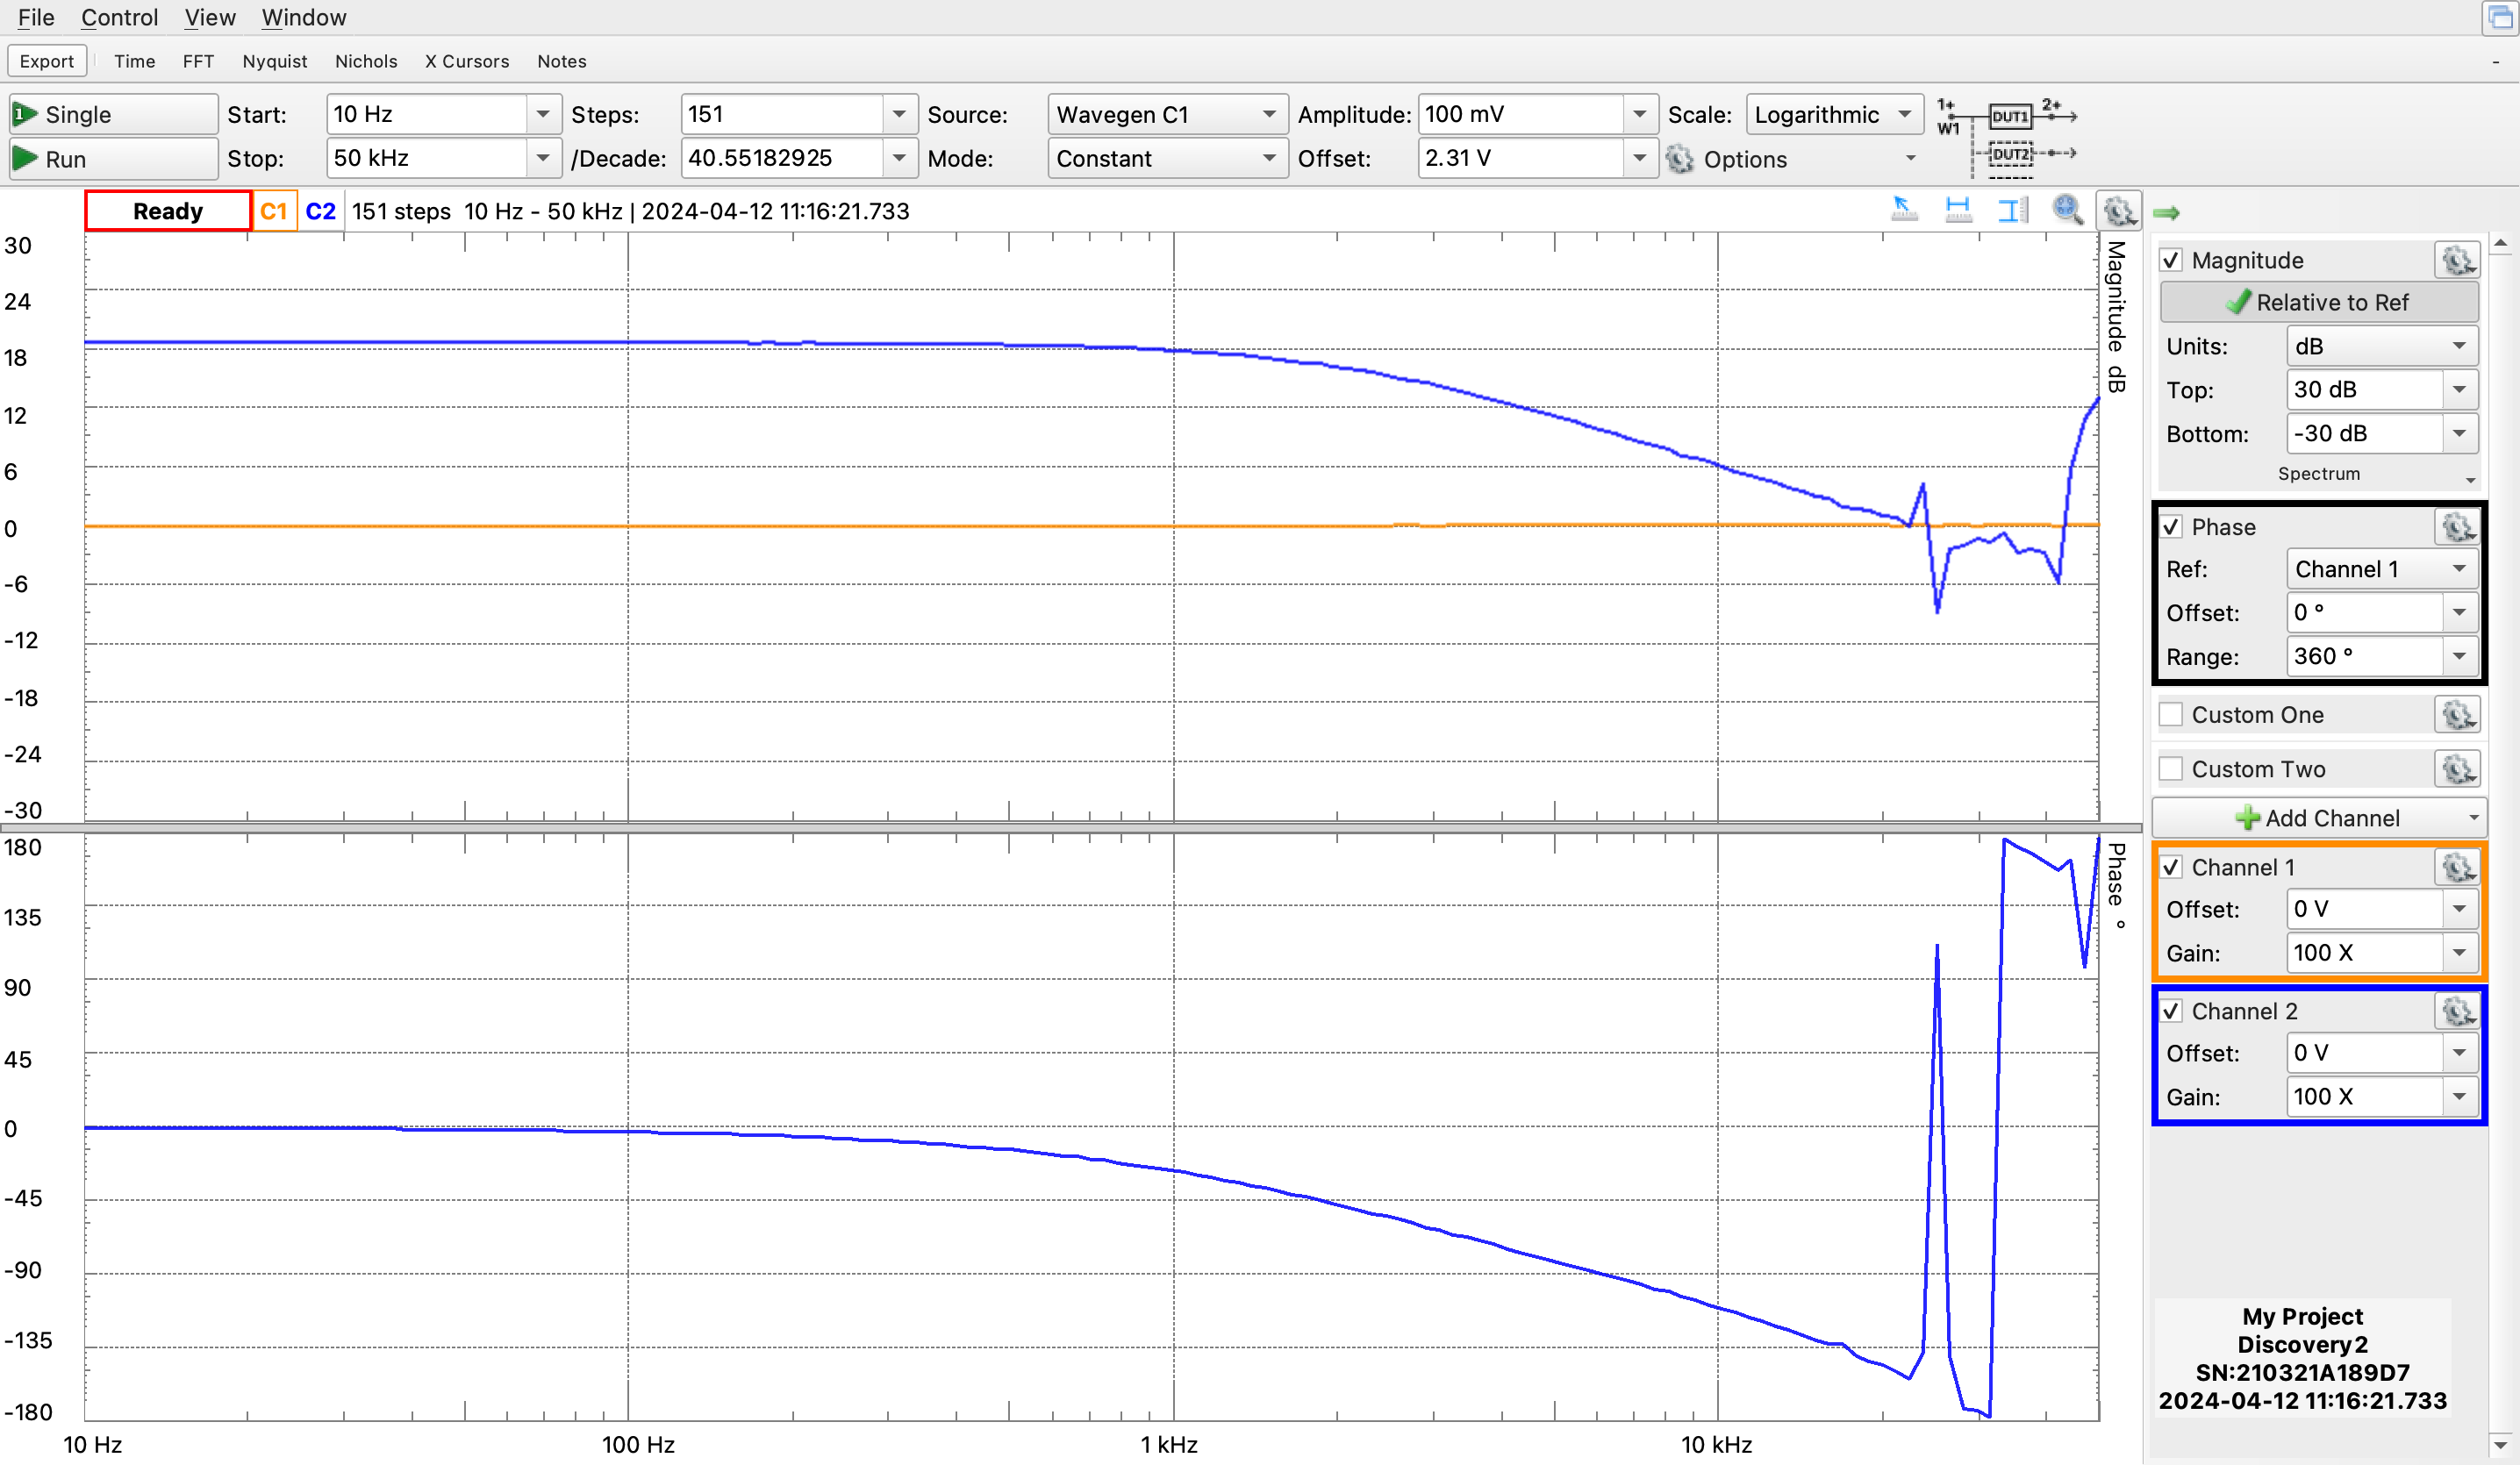 File Control View Window
Export Time FFT Nyquist Nichols X Cursors Notes
Single Start: 10 Hz Steps: 151 Source: Wavegen C1 Amplitude: 100 mV Scale: Logarithmic
Run Stop: 50 kHz /Decade: 40.55182925 Mode: Constant Offset: 2.31 V Options
1+ W1 DUT1 2+
DUT2
Ready C1 C2 151 steps 10 Hz - 50 kHz | 2024-04-12 11:16:21.733
30
24
18
12
6
0
-6
-12
-18
-24
-30
Magnitude dB
180
135
90
45
0
-45
-90
-135
-180
Phase °
10 Hz 100 Hz 1 kHz 10 kHz
Magnitude
Relative to Ref
Units: dB
Top: 30 dB
Bottom: -30 dB
Spectrum
Phase
Ref: Channel 1
Offset: 0 °
Range: 360 °
Custom One
Custom Two
Add Channel
Channel 1
Offset: 0 V
Gain: 100 X
Channel 2
Offset: 0 V
Gain: 100 X
My Project
Discovery2
SN:210321A189D7
2024-04-12 11:16:21.733